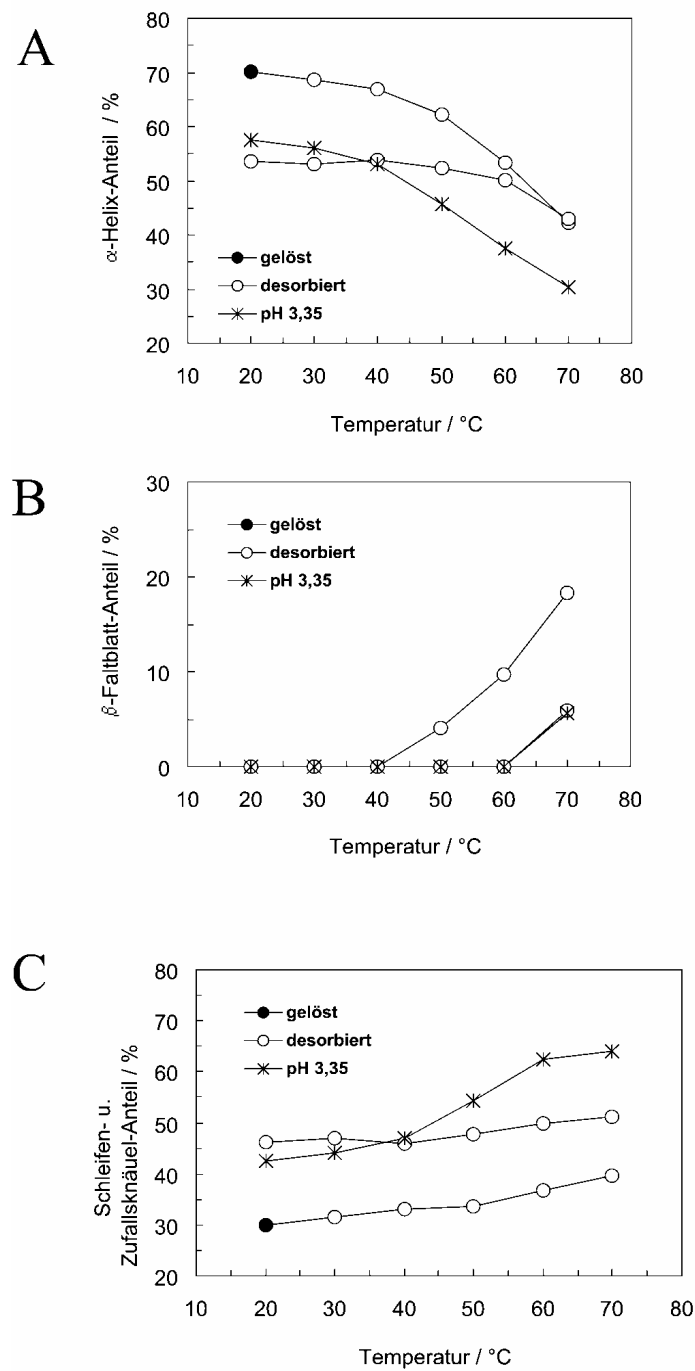 A
80
70
60
50
40
30
20
α-Helix-Anteil / %
gelöst
desorbiert
pH 3,35
10 20 30 40 50 60 70 80
Temperatur / °C
B
30
20
10
0
β-Faltblatt-Anteil / %
gelöst
desorbiert
pH 3,35
10 20 30 40 50 60 70 80
Temperatur / °C
C
80
70
60
50
40
30
20
Schleifen- u.
Zufallsknäuel-Anteil / %
gelöst
desorbiert
pH 3,35
10 20 30 40 50 60 70 80
Temperatur / °C